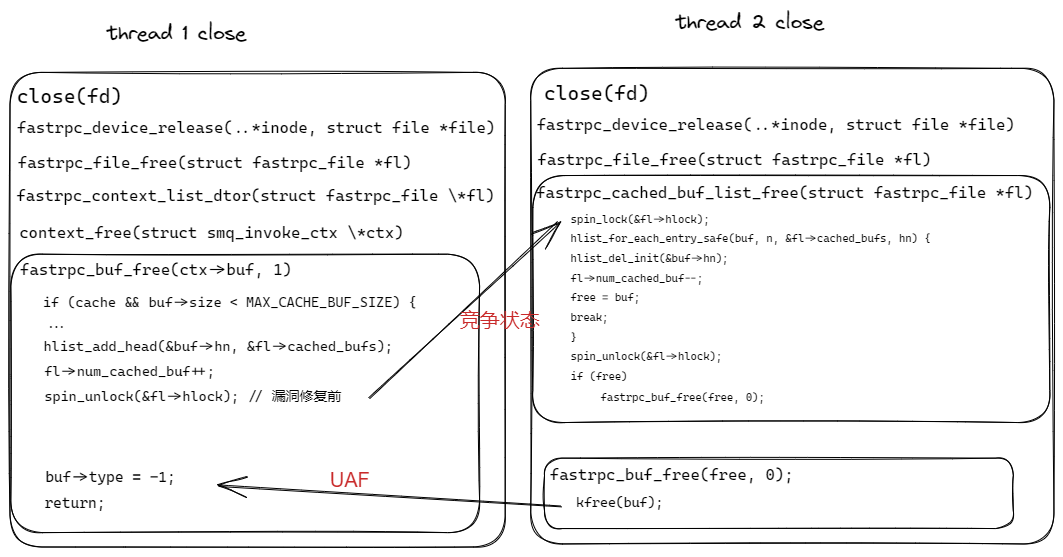 thread 1 close
close(fd)
fastrpc_device_release(..*inode, struct file *file)
fastrpc_file_free(struct fastrpc_file *fl)
fastrpc_context_list_dtor(struct fastrpc_file \*fl)
context_free(struct smq_invoke_ctx \*ctx)
fastrpc_buf_free(ctx->buf, 1)
if (cache && buf->size < MAX_CACHE_BUF_SIZE) {
...
hlist_add_head(&buf->hn, &fl->cached_bufs);
fl->num_cached_buf++;
spin_unlock(&fl->hlock); // 漏洞修复前
buf->type = -1;
return;
竞争状态
UAF
thread 2 close
close(fd)
fastrpc_device_release(..*inode, struct file *file)
fastrpc_file_free(struct fastrpc_file *fl)
fastrpc_cached_buf_list_free(struct fastrpc_file *fl)
spin_lock(&fl->hlock);
hlist_for_each_entry_safe(buf, n, &fl->cached_bufs, hn) {
hlist_del_init(&buf->hn);
fl->num_cached_buf--;
free = buf;
break;
}
spin_unlock(&fl->hlock);
if (free)
fastrpc_buf_free(free, 0);
fastrpc_buf_free(free, 0);
kfree(buf);